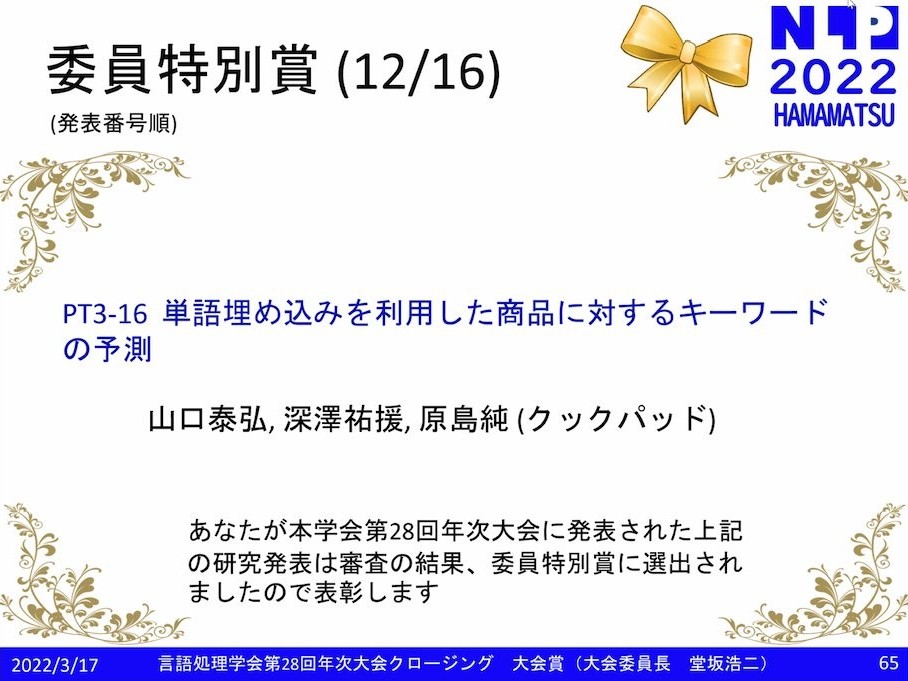 委員特別賞 (12/16)
(発表番号順)
NLP
2022
HAMAMATSU
PT3-16 単語埋め込みを利用した商品に対するキーワード
の予測
山口泰弘, 深澤祐援, 原島純 (クックパッド)
あなたが本学会第28回年次大会に発表された上記
の研究発表は審査の結果、委員特別賞に選出され
ましたので表彰します
2022/3/17
言語処理学会第28回年次大会クロージング　大会賞（大会委員長　堂坂浩二）
65